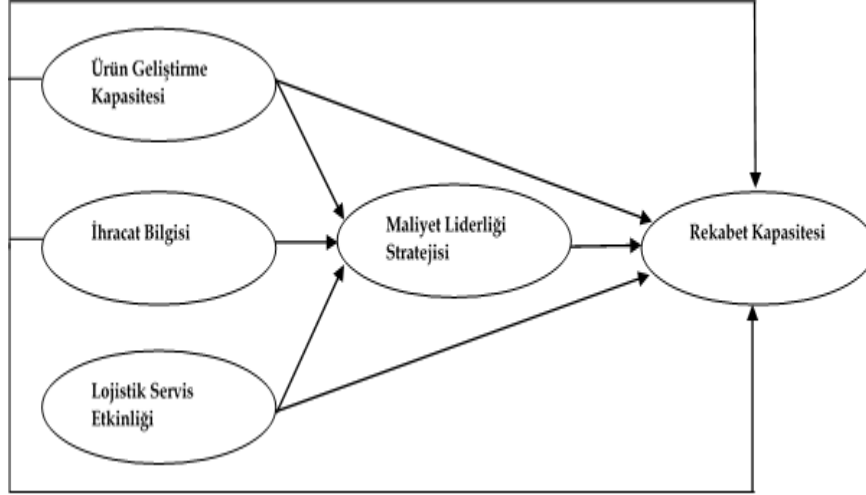 Ürün Geliştirme
Kapasitesi
İhracat Bilgisi
Maliyet Liderliği
Stratejisi
Rekabet Kapasitesi
Lojistik Servis
Etkinliği